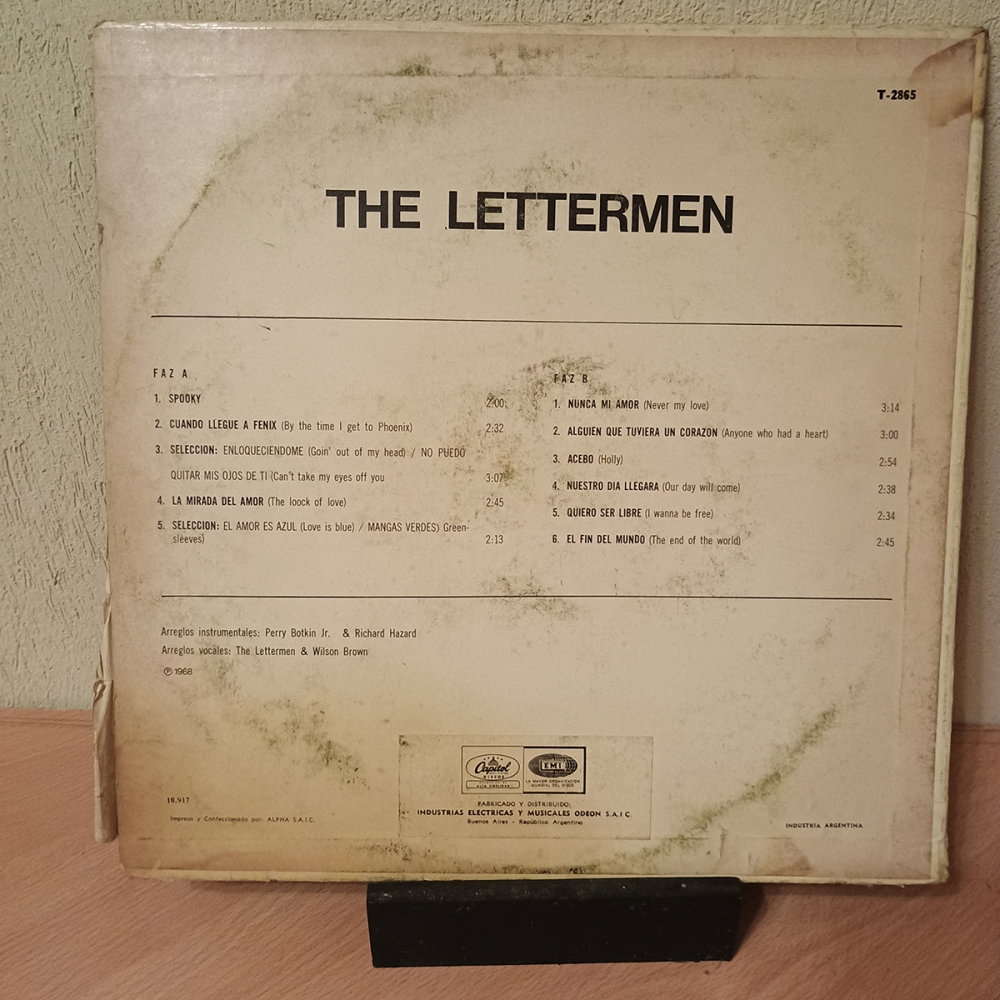 T-2865
THE LETTERMEN
FAZ A
1. SPOOKY 2:00
2. CUANDO LLEGUE A FENIX (By the time I get to Phoenix) 2:32
3. SELECCION: ENLOQUECIENDOME (Goin' out of my head) / NO PUEDO
QUITAR MIS OJOS DE TI (Can't take my eyes off you 3:07
4. LA MIRADA DEL AMOR (The loock of love) 2:45
5. SELECCION: EL AMOR ES AZUL (Love is blue) / MANGAS VERDES) Green-
sleeves) 2:13
FAZ B
1. NUNCA MI AMOR (Never my love) 3:14
2. ALGUIEN QUE TUVIERA UN CORAZON (Anyone who had a heart) 3:00
3. ACEBO (Holly) 2:54
4. NUESTRO DIA LLEGARA (Our day will come) 2:38
5. QUIERO SER LIBRE (I wanna be free) 2:34
6. EL FIN DEL MUNDO (The end of the world) 2:45
Arreglos instrumentales: Perry Botkin Jr. & Richard Hazard
Arreglos vocales: The Lettermen & Wilson Brown
℗ 1968
Capitol
DISCOS
EMI
LA MAYOR ORGANIZACION
MUNDIAL DEL DISCO
FABRICADO Y DISTRIBUIDO:
INDUSTRIAS ELECTRICAS Y MUSICALES ODEON S.A.I.C.
Buenos Aires - República Argentina
10.917
Impreso y Confeccionado por: ALPHA S.A.I.C.
INDUSTRIA ARGENTINA